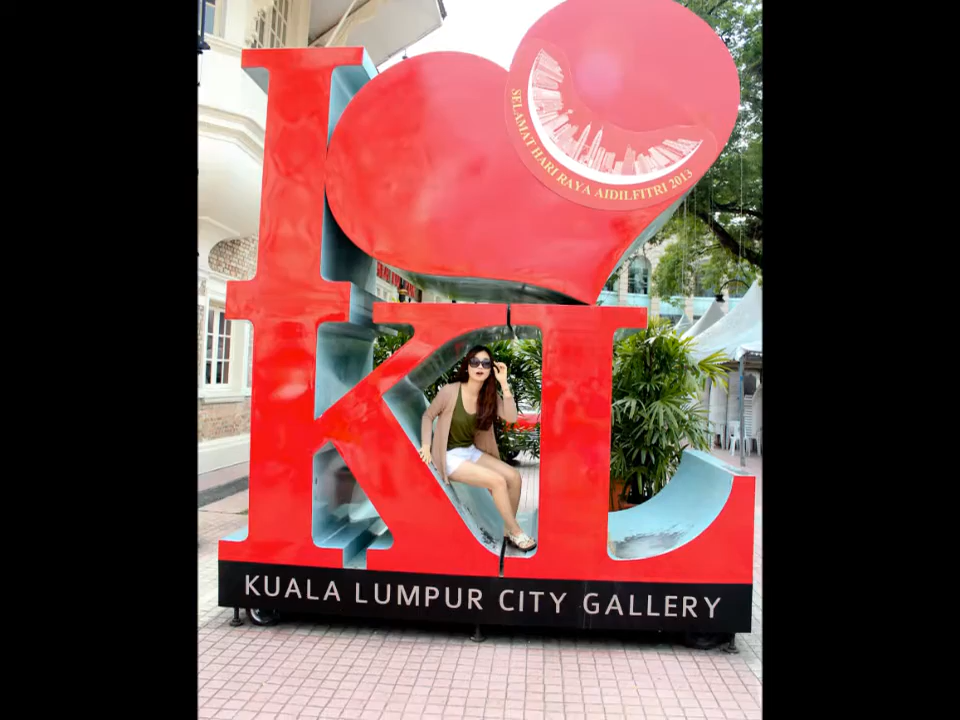 I
SELAMAT HARI RAYA AIDILFITRI 2013
KL
KUALA LUMPUR CITY GALLERY